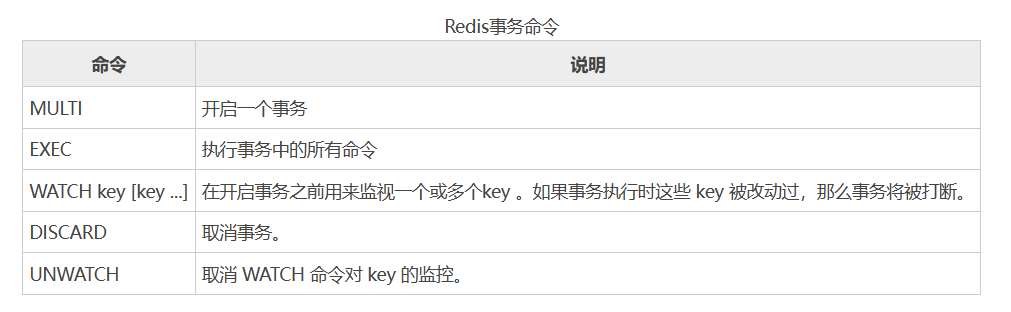 Redis事务命令
命令 说明
MULTI 开启一个事务
EXEC 执行事务中的所有命令
WATCH key [key ...] 在开启事务之前用来监视一个或多个key 。如果事务执行时这些 key 被改动过，那么事务将被打断。
DISCARD 取消事务。
UNWATCH 取消 WATCH 命令对 key 的监控。